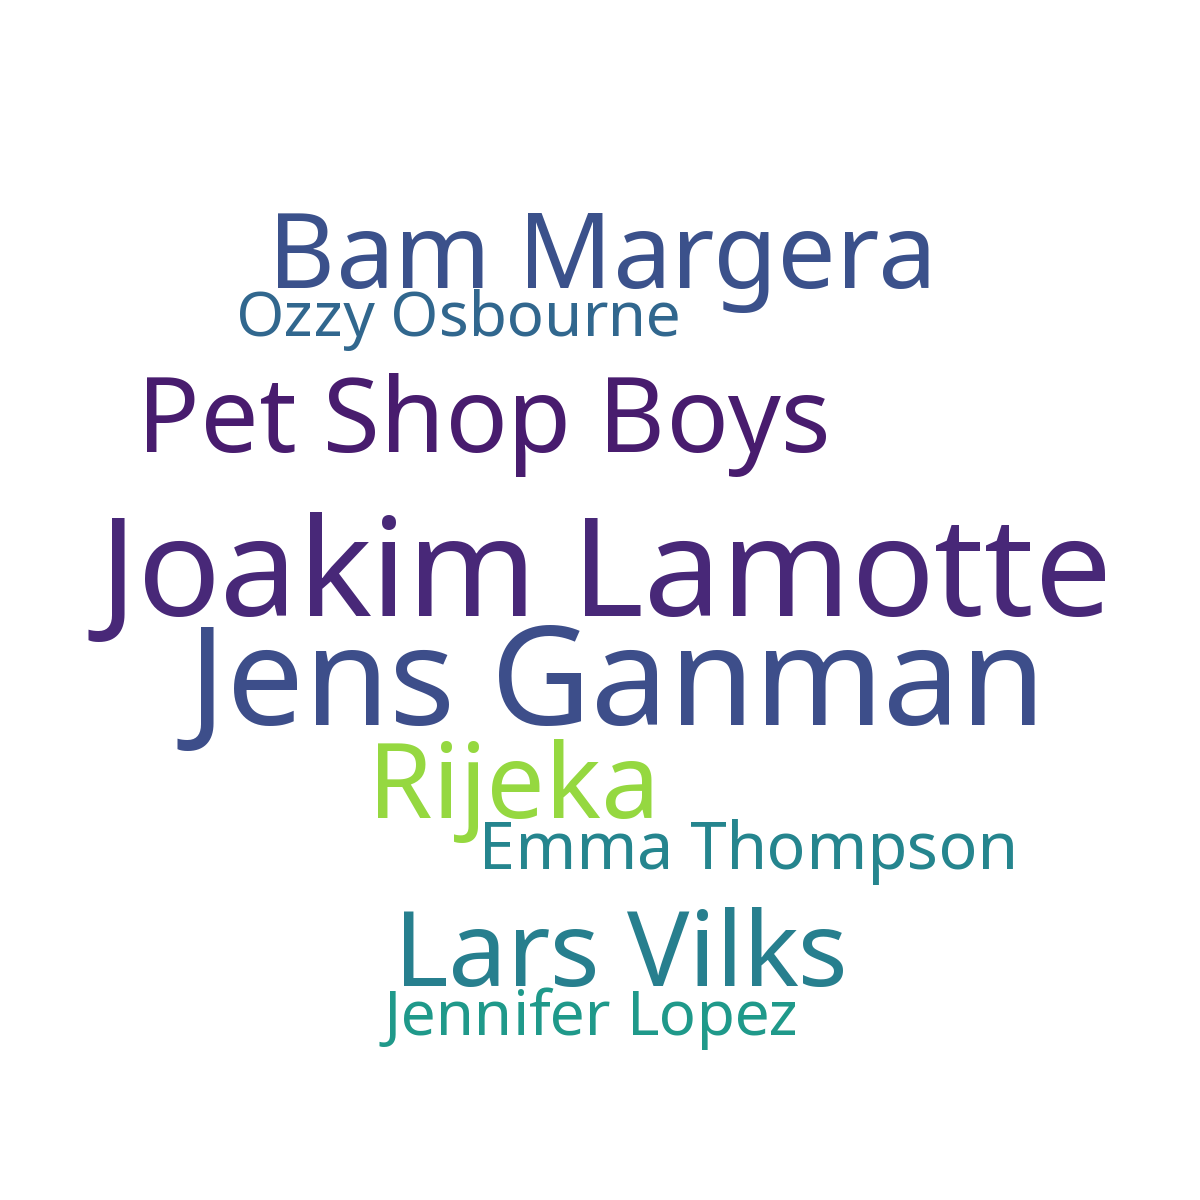 Bam Margera
Ozzy Osbourne
Pet Shop Boys
Joakim Lamotte
Jens Ganman
Rijeka
Emma Thompson
Lars Vilks
Jennifer Lopez